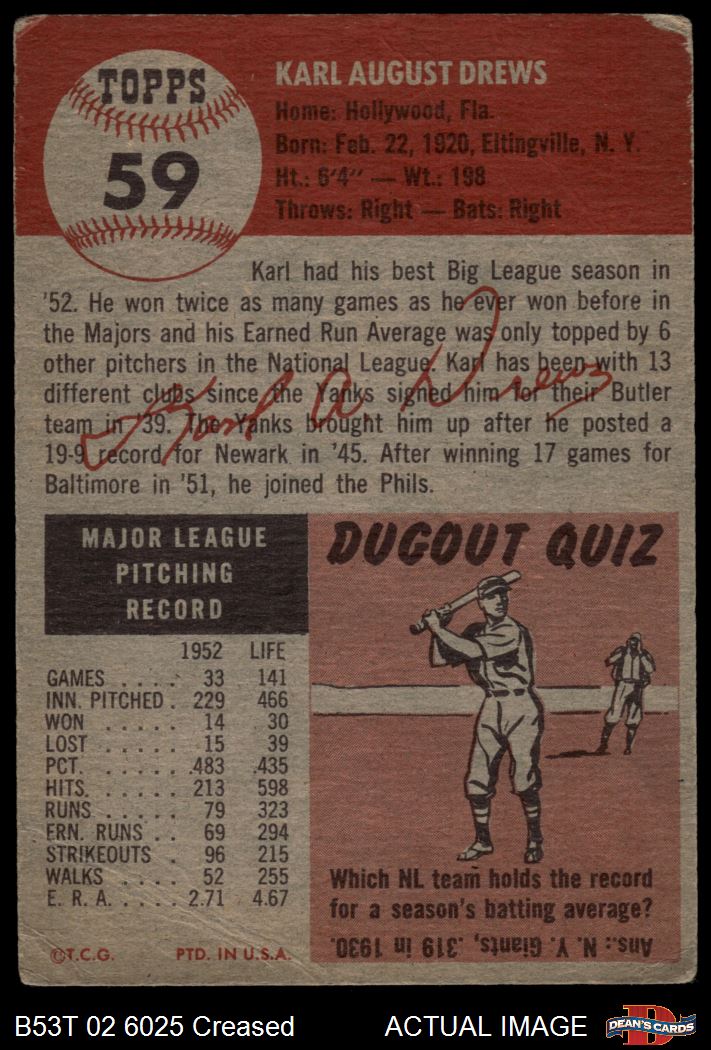 TOPPS
59
KARL AUGUST DREWS
Home: Hollywood, Fla.
Born: Feb. 22, 1920, Eltingville, N. Y.
Ht.: 6'4" — Wt.: 198
Throws: Right — Bats: Right
Karl had his best Big League season in
'52. He won twice as many games as he ever won before in
the Majors and his Earned Run Average was only topped by 6
other pitchers in the National League. Karl has been with 13
different clubs since the Yanks signed him for their Butler
team in '39. The Yanks brought him up after he posted a
19-9 record for Newark in '45. After winning 17 games for
Baltimore in '51, he joined the Phils.
Karl A. Drews
MAJOR LEAGUE
PITCHING
RECORD
1952 LIFE
GAMES . . . . 33 141
INN. PITCHED . 229 466
WON . . . . . 14 30
LOST . . . . . 15 39
PCT. . . . . . .483 .435
HITS. . . . . . 213 598
RUNS . . . . . 79 323
ERN. RUNS . . 69 294
STRIKEOUTS . 96 215
WALKS . . . . 52 255
E. R. A. . . . . 2.71 4.67
©T.C.G. PTD. IN U.S.A.
DUGOUT QUIZ
Which NL team holds the record
for a season's batting average?
Ans.: N. Y. Giants, .319 in 1930.
B53T 02 6025 Creased ACTUAL IMAGE
D
DEAN'S CARDS